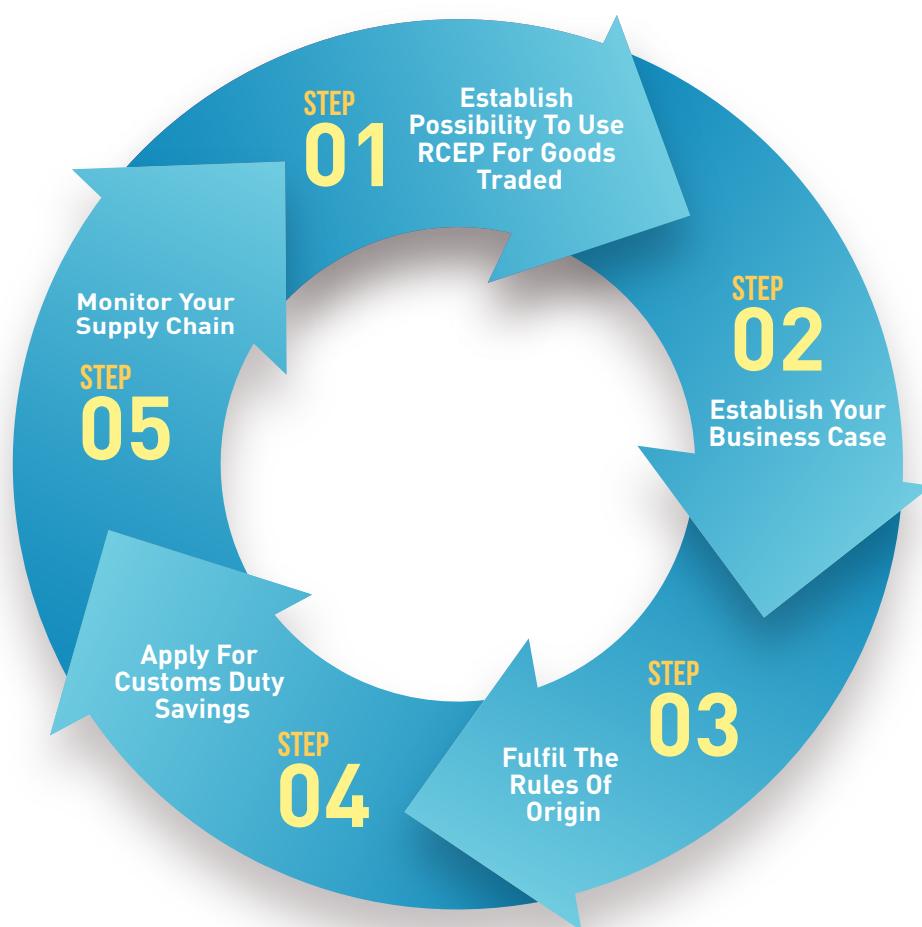 STEP
01
Establish
Possibility To Use
RCEP For Goods
Traded
STEP
02
Establish Your
Business Case
STEP
03
Fulfil The
Rules Of
Origin
STEP
04
Apply For
Customs Duty
Savings
Monitor Your
Supply Chain
STEP
05